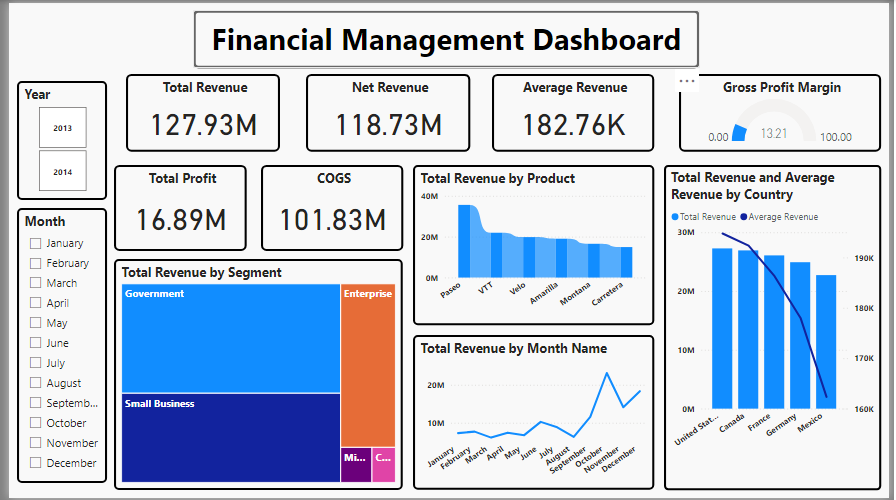 Financial Management Dashboard
Year
2013
2014
Month
January
February
March
April
May
June
July
August
Septemb...
October
November
December
Total Revenue
127.93M
Net Revenue
118.73M
Average Revenue
182.76K
...
Gross Profit Margin
0.00
13.21
100.00
Total Profit
16.89M
COGS
101.83M
Total Revenue by Segment
Government
Enterprise
Small Business
Mi...
C...
Total Revenue by Product
40M
20M
0M
Paseo
VTT
Velo
Amarilla
Montana
Carretera
Total Revenue by Month Name
20M
10M
January
February
March
April
May
June
July
August
September
October
November
December
Total Revenue and Average
Revenue by Country
Total Revenue
Average Revenue
30M
20M
10M
0M
190K
180K
170K
160K
United Stat...
Canada
France
Germany
Mexico